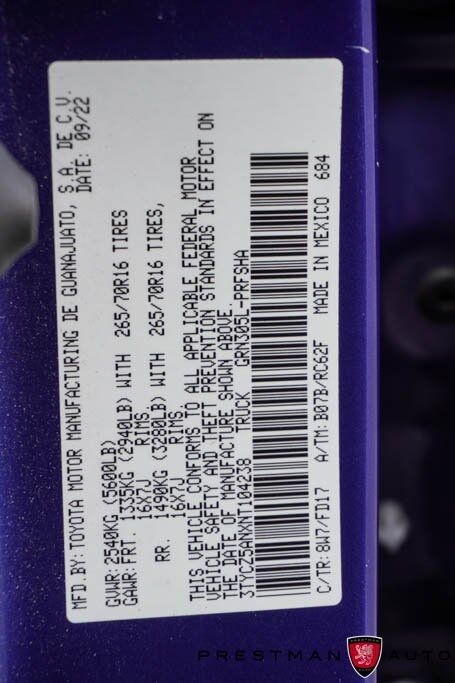 MFD.BY: TOYOTA MOTOR MANUFACTURING DE GUANAJUATO, S.A. DE C.V.
DATE: 09/22
GVWR:2540KG (5600LB)
GAWR: FRT. 1335KG (2940LB) WITH 265/70R16 TIRES
16X7J RIMS.
RR. 1490KG (3280LB) WITH 265/70R16 TIRES,
16X7J RIMS.
THIS VEHICLE CONFORMS TO ALL APPLICABLE FEDERAL MOTOR
VEHICLE SAFETY AND THEFT PREVENTION STANDARDS IN EFFECT ON
THE DATE OF MANUFACTURE SHOWN ABOVE.
3TYCZ5ANXNT104238 TRUCK GRN305L-PRFSHA
C/TR: 8W7/FD17 A/TM: B07B/RC62F MADE IN MEXICO 684
PRESTMAN AUTO